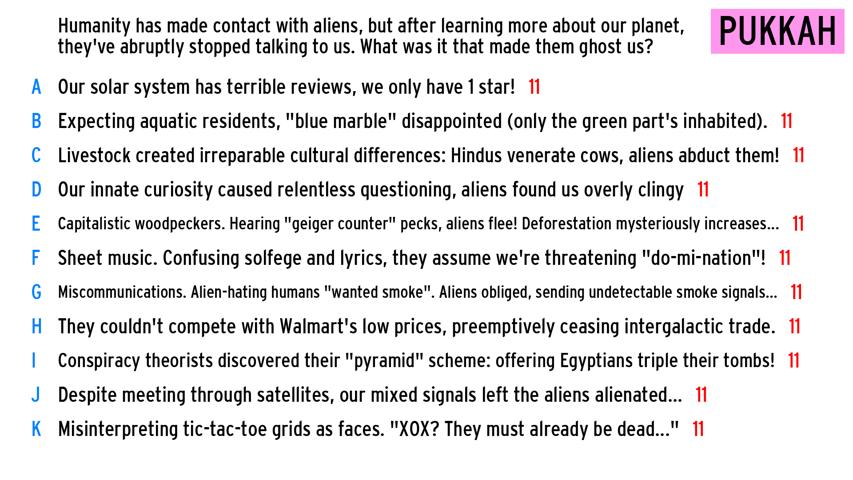 Humanity has made contact with aliens, but after learning more about our planet,
they've abruptly stopped talking to us. What was it that made them ghost us?
PUKKAH
A Our solar system has terrible reviews, we only have 1 star! 11
B Expecting aquatic residents, "blue marble" disappointed (only the green part's inhabited). 11
C Livestock created irreparable cultural differences: Hindus venerate cows, aliens abduct them! 11
D Our innate curiosity caused relentless questioning, aliens found us overly clingy 11
E Capitalistic woodpeckers. Hearing "geiger counter" pecks, aliens flee! Deforestation mysteriously increases... 11
F Sheet music. Confusing solfege and lyrics, they assume we're threatening "do-mi-nation"! 11
G Miscommunications. Alien-hating humans "wanted smoke". Aliens obliged, sending undetectable smoke signals... 11
H They couldn't compete with Walmart's low prices, preemptively ceasing intergalactic trade. 11
I Conspiracy theorists discovered their "pyramid" scheme: offering Egyptians triple their tombs! 11
J Despite meeting through satellites, our mixed signals left the aliens alienated... 11
K Misinterpreting tic-tac-toe grids as faces. "XOX? They must already be dead..." 11